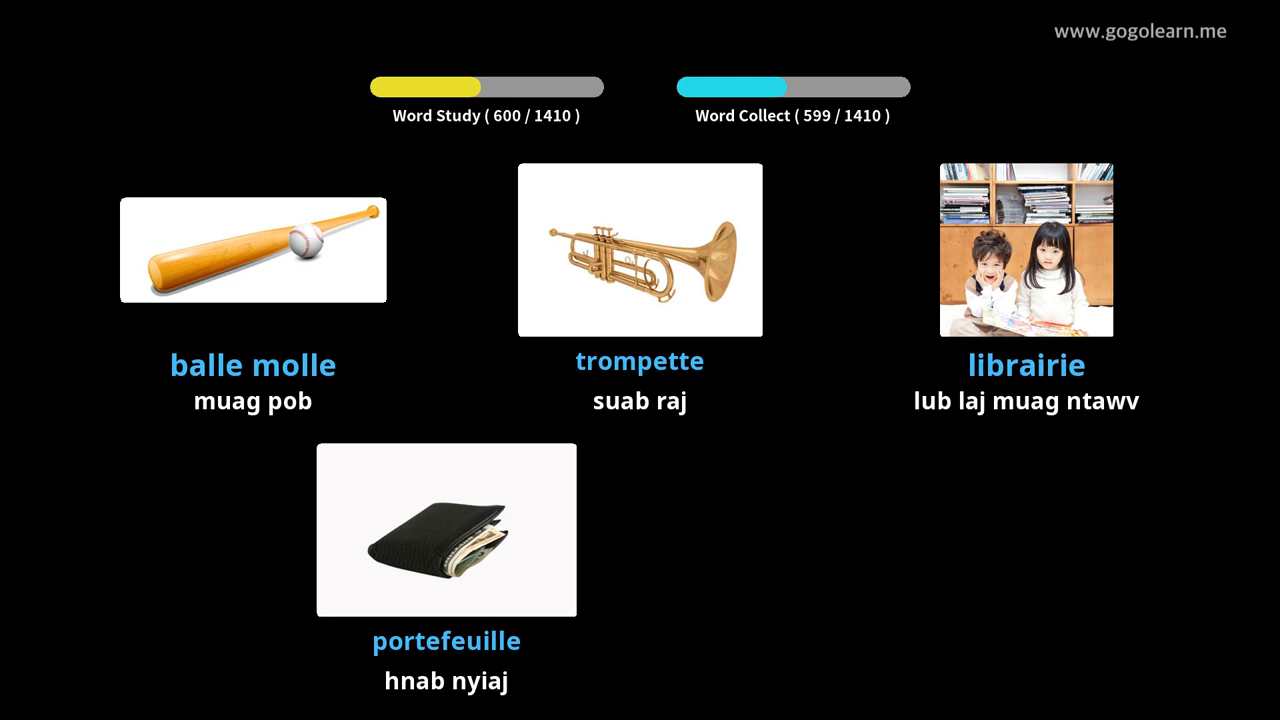 www.gogolearn.me
Word Study ( 600 / 1410 )
Word Collect ( 599 / 1410 )
balle molle
muag pob
trompette
suab raj
librairie
lub laj muag ntawv
portefeuille
hnab nyiaj